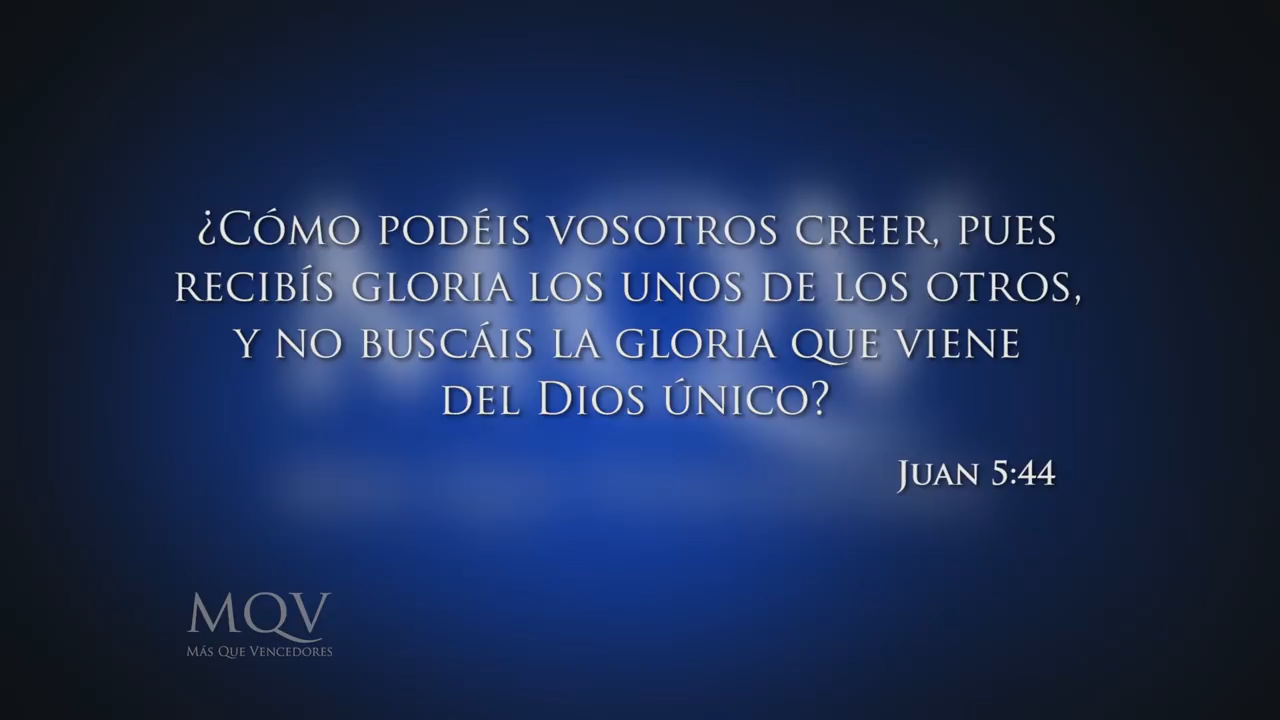 ¿Cómo podéis vosotros creer, pues
recibís gloria los unos de los otros,
y no buscáis la gloria que viene
del Dios único?
Juan 5:44
MQV
Más Que Vencedores